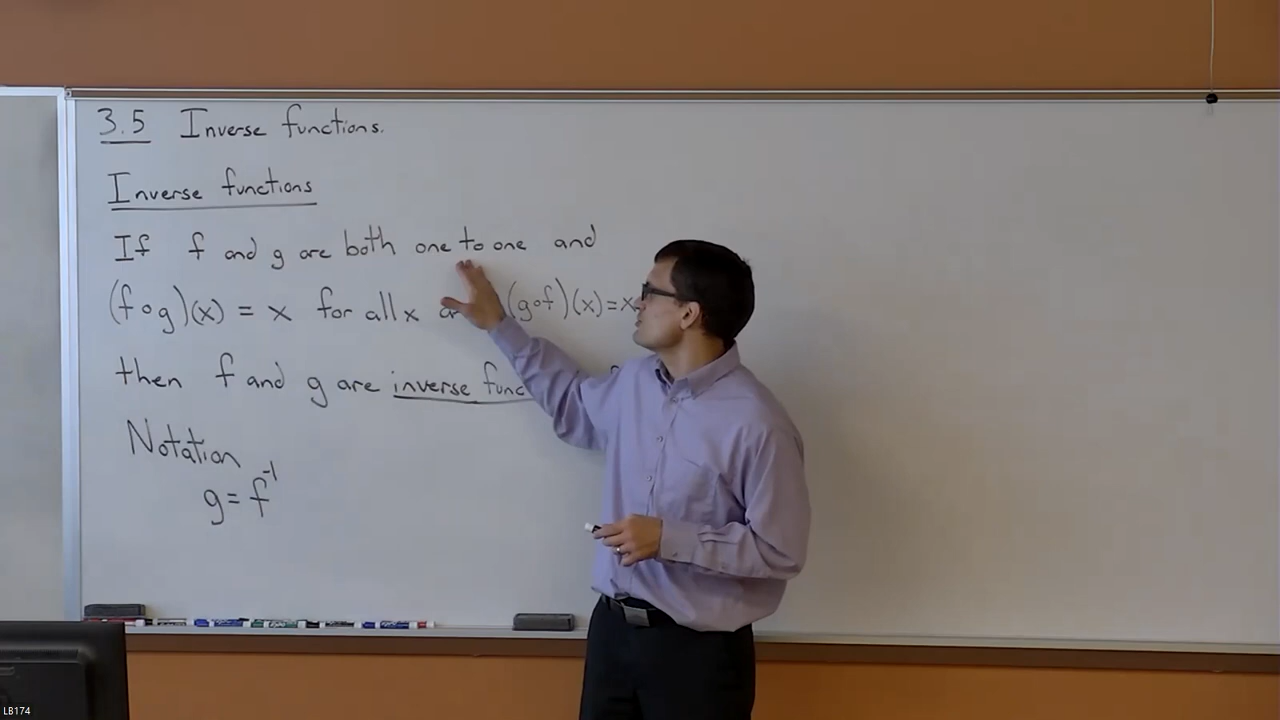 3.5 Inverse functions.
Inverse functions
If f and g are both one to one and
(f∘g)(x) = x for all x (g∘f)(x)=x
then f and g are inverse func
Notation
g = f⁻¹
LB174